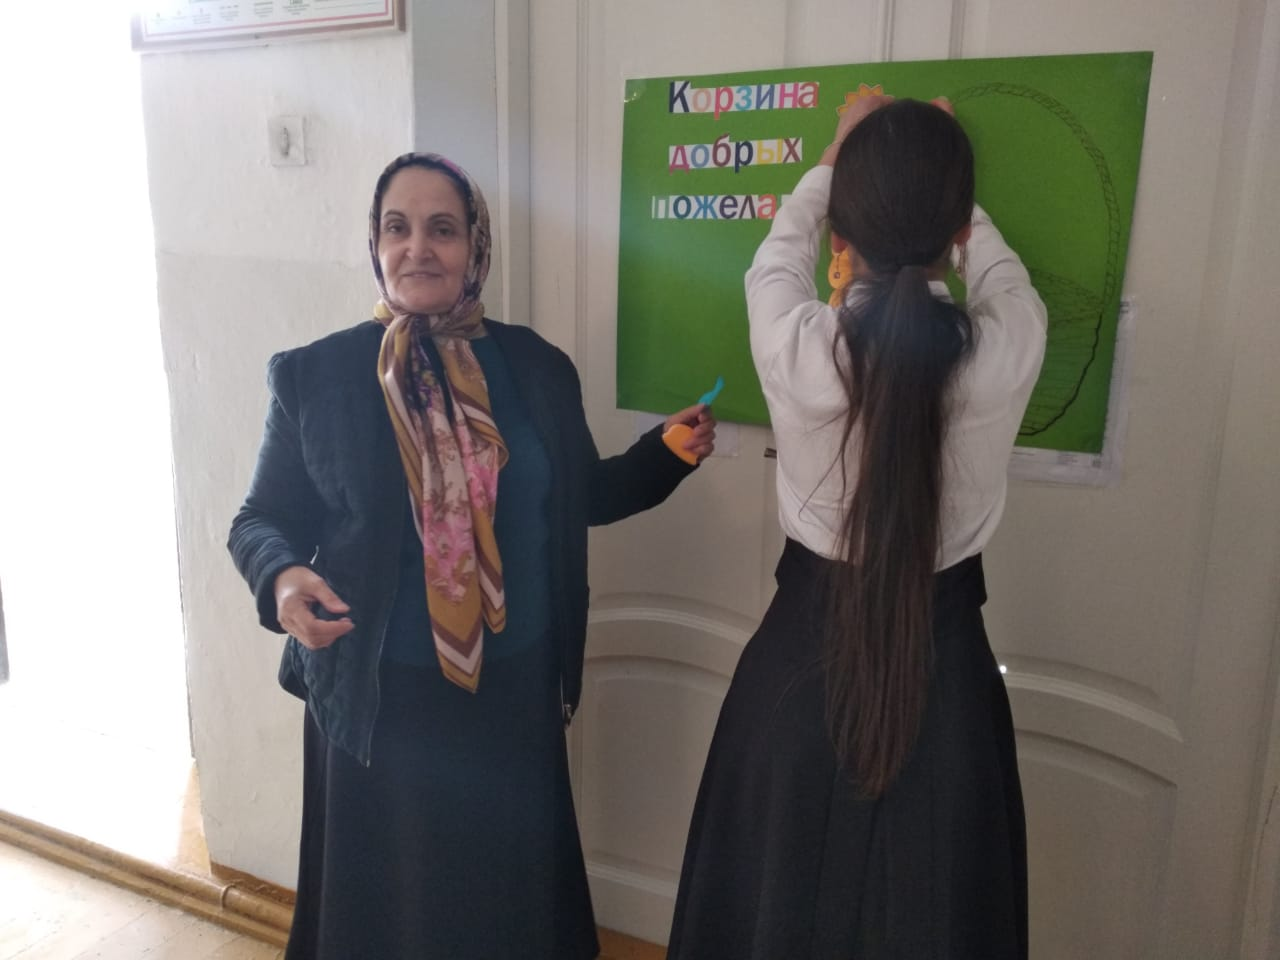 Корзина
добрых
пожела